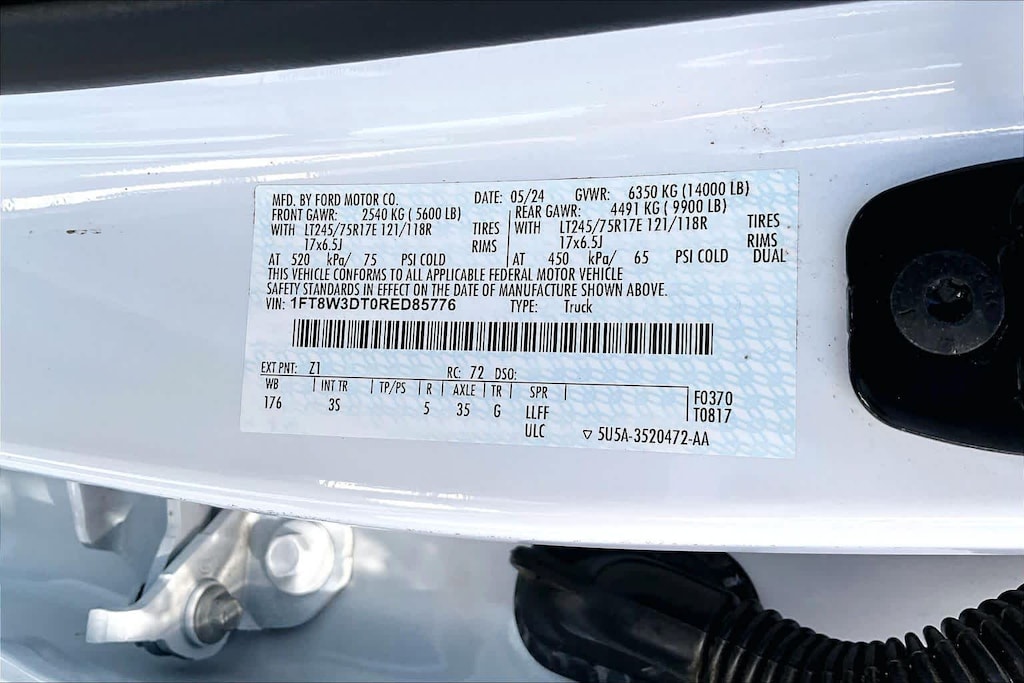 MFD. BY FORD MOTOR CO. DATE: 05/24 GVWR: 6350 KG (14000 LB)
FRONT GAWR: 2540 KG ( 5600 LB) REAR GAWR: 4491 KG ( 9900 LB)
WITH LT245/75R17E 121/118R TIRES WITH LT245/75R17E 121/118R TIRES
17x6.5J RIMS 17x6.5J RIMS
AT 520 kPa/ 75 PSI COLD AT 450 kPa/ 65 PSI COLD DUAL
THIS VEHICLE CONFORMS TO ALL APPLICABLE FEDERAL MOTOR VEHICLE
SAFETY STANDARDS IN EFFECT ON THE DATE OF MANUFACTURE SHOWN ABOVE.
VIN: 1FT8W3DT0RED85776 TYPE: Truck
EXT PNT: Z1 RC: 72 DSO:
WB INT TR TP/PS R AXLE TR SPR F0370
176 3S 5 35 G LLFF T0817
ULC 5U5A-3520472-AA